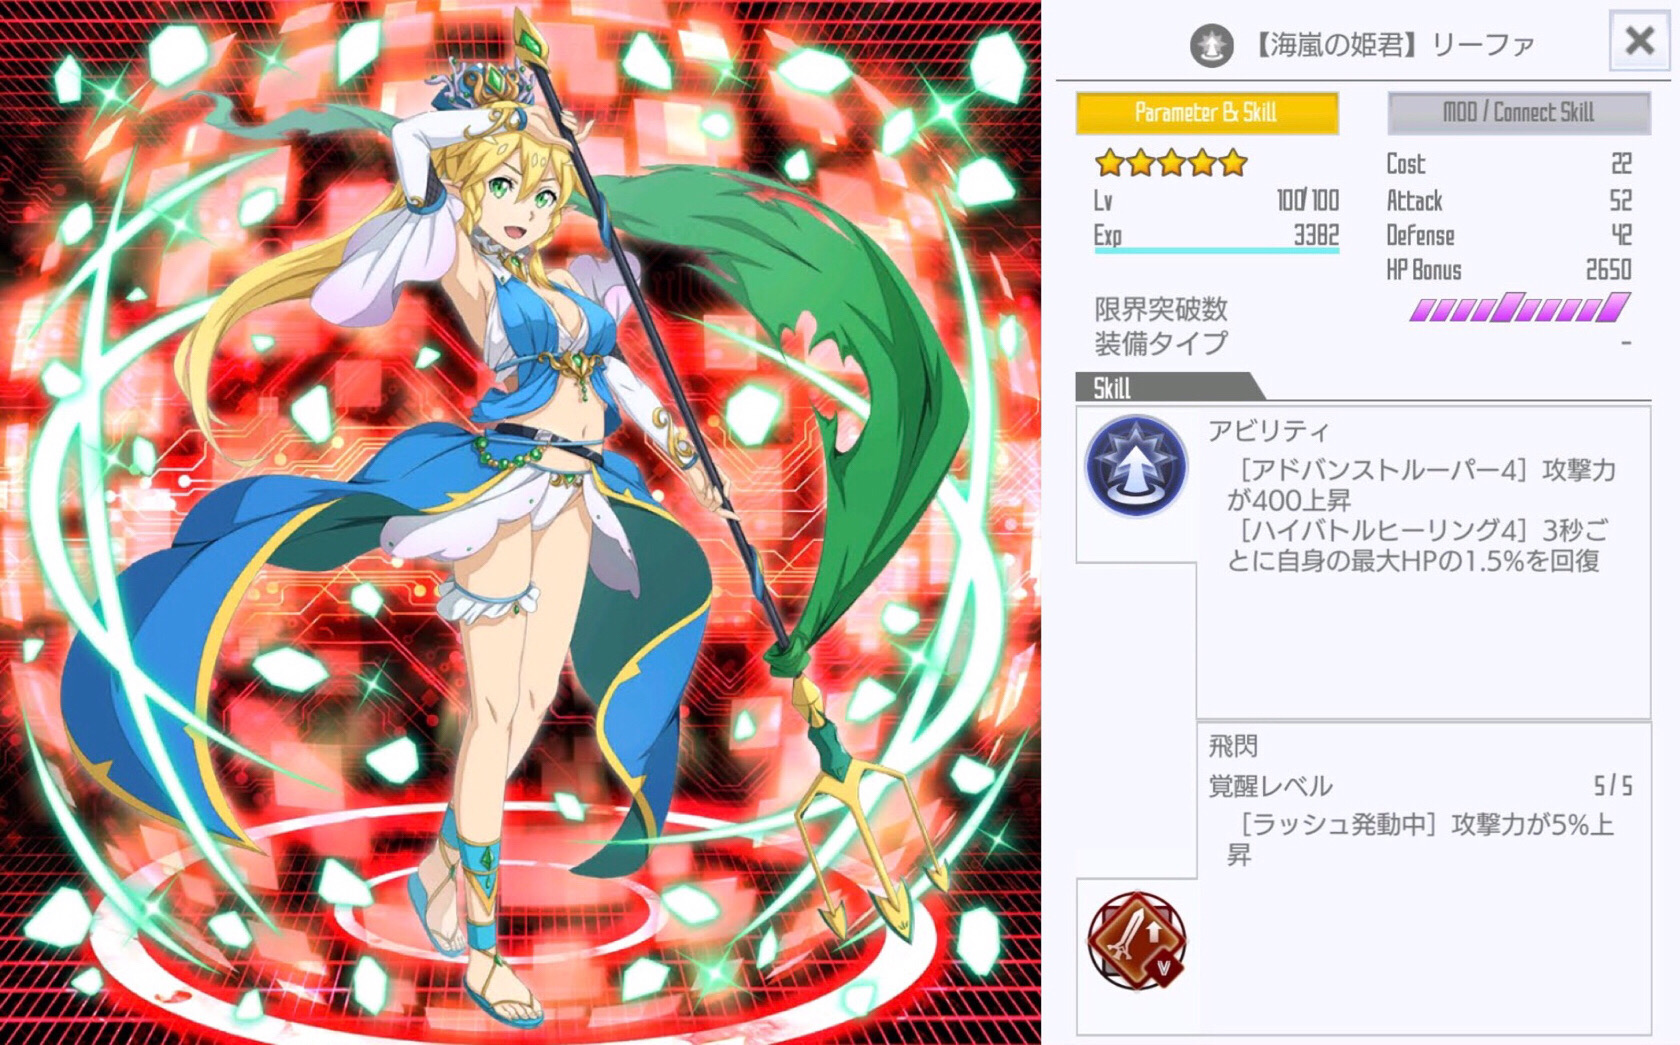 【海嵐の姫君】リーファ
Parameter & Skill
MOD / Connect Skill
Lv 100/100
Exp 3382
Cost 22
Attack 52
Defense 42
HP Bonus 2650
限界突破数
装備タイプ -
Skill
アビリティ
［アドバンストルーパー4］攻撃力
が400上昇
［ハイバトルヒーリング4］3秒ご
とに自身の最大HPの1.5%を回復
飛閃
覚醒レベル 5/5
［ラッシュ発動中］攻撃力が5%上
昇
V